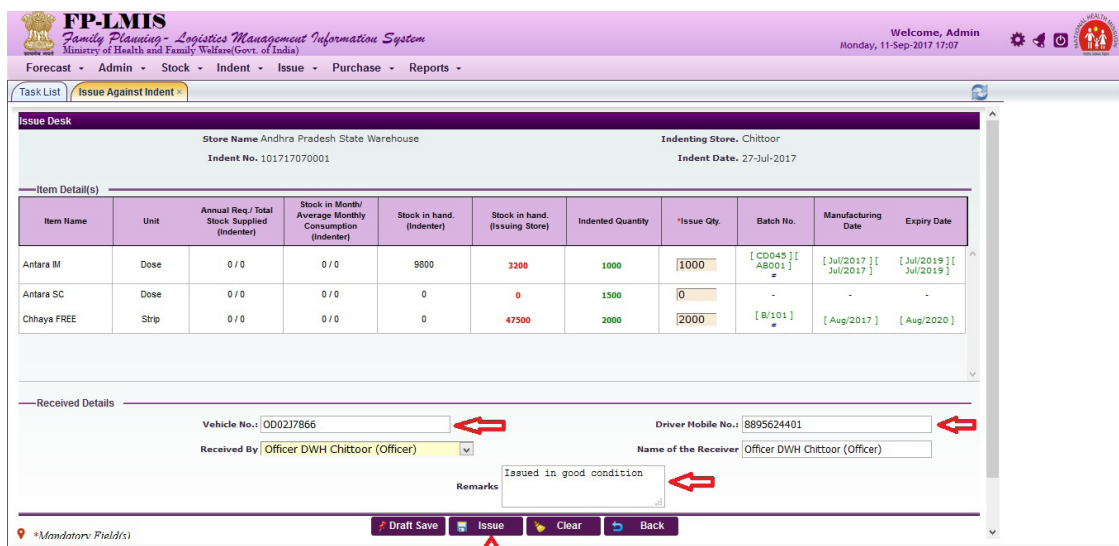 FP-LMIS
Family Planning - Logistics Management Information System
Ministry of Health and Family Welfare(Govt. of India)
Welcome, Admin
Monday, 11-Sep-2017 17:07
Forecast Admin Stock Indent Issue Purchase Reports
Task List Issue Against Indent ×
Issue Desk
Store Name Andhra Pradesh State Warehouse Indenting Store. Chittoor
Indent No. 101717070001 Indent Date. 27-Jul-2017
Item Detail(s)
Item Name Unit Annual Req./ Total Stock Supplied (Indenter) Stock in Month/ Average Monthly Consumption (Indenter) Stock in hand. (Indenter) Stock in hand. (Issuing Store) Indented Quantity *Issue Qty. Batch No. Manufacturing Date Expiry Date
Antara IM Dose 0 / 0 0 / 0 9800 3200 1000 1000 [ CD045 ][ AB001 ] # [ Jul/2017 ][ Jul/2017 ] [ Jul/2019 ][ Jul/2019 ]
Antara SC Dose 0 / 0 0 / 0 0 0 1500 0 - - -
Chhaya FREE Strip 0 / 0 0 / 0 0 47500 2000 2000 [ B/101 ] # [ Aug/2017 ] [ Aug/2020 ]
Received Details
Vehicle No.: OD02J7866 Driver Mobile No.: 8895624401
Received By Officer DWH Chittoor (Officer) Name of the Receiver Officer DWH Chittoor (Officer)
Remarks Issued in good condition
Draft Save Issue Clear Back
*Mandatory Field(s)